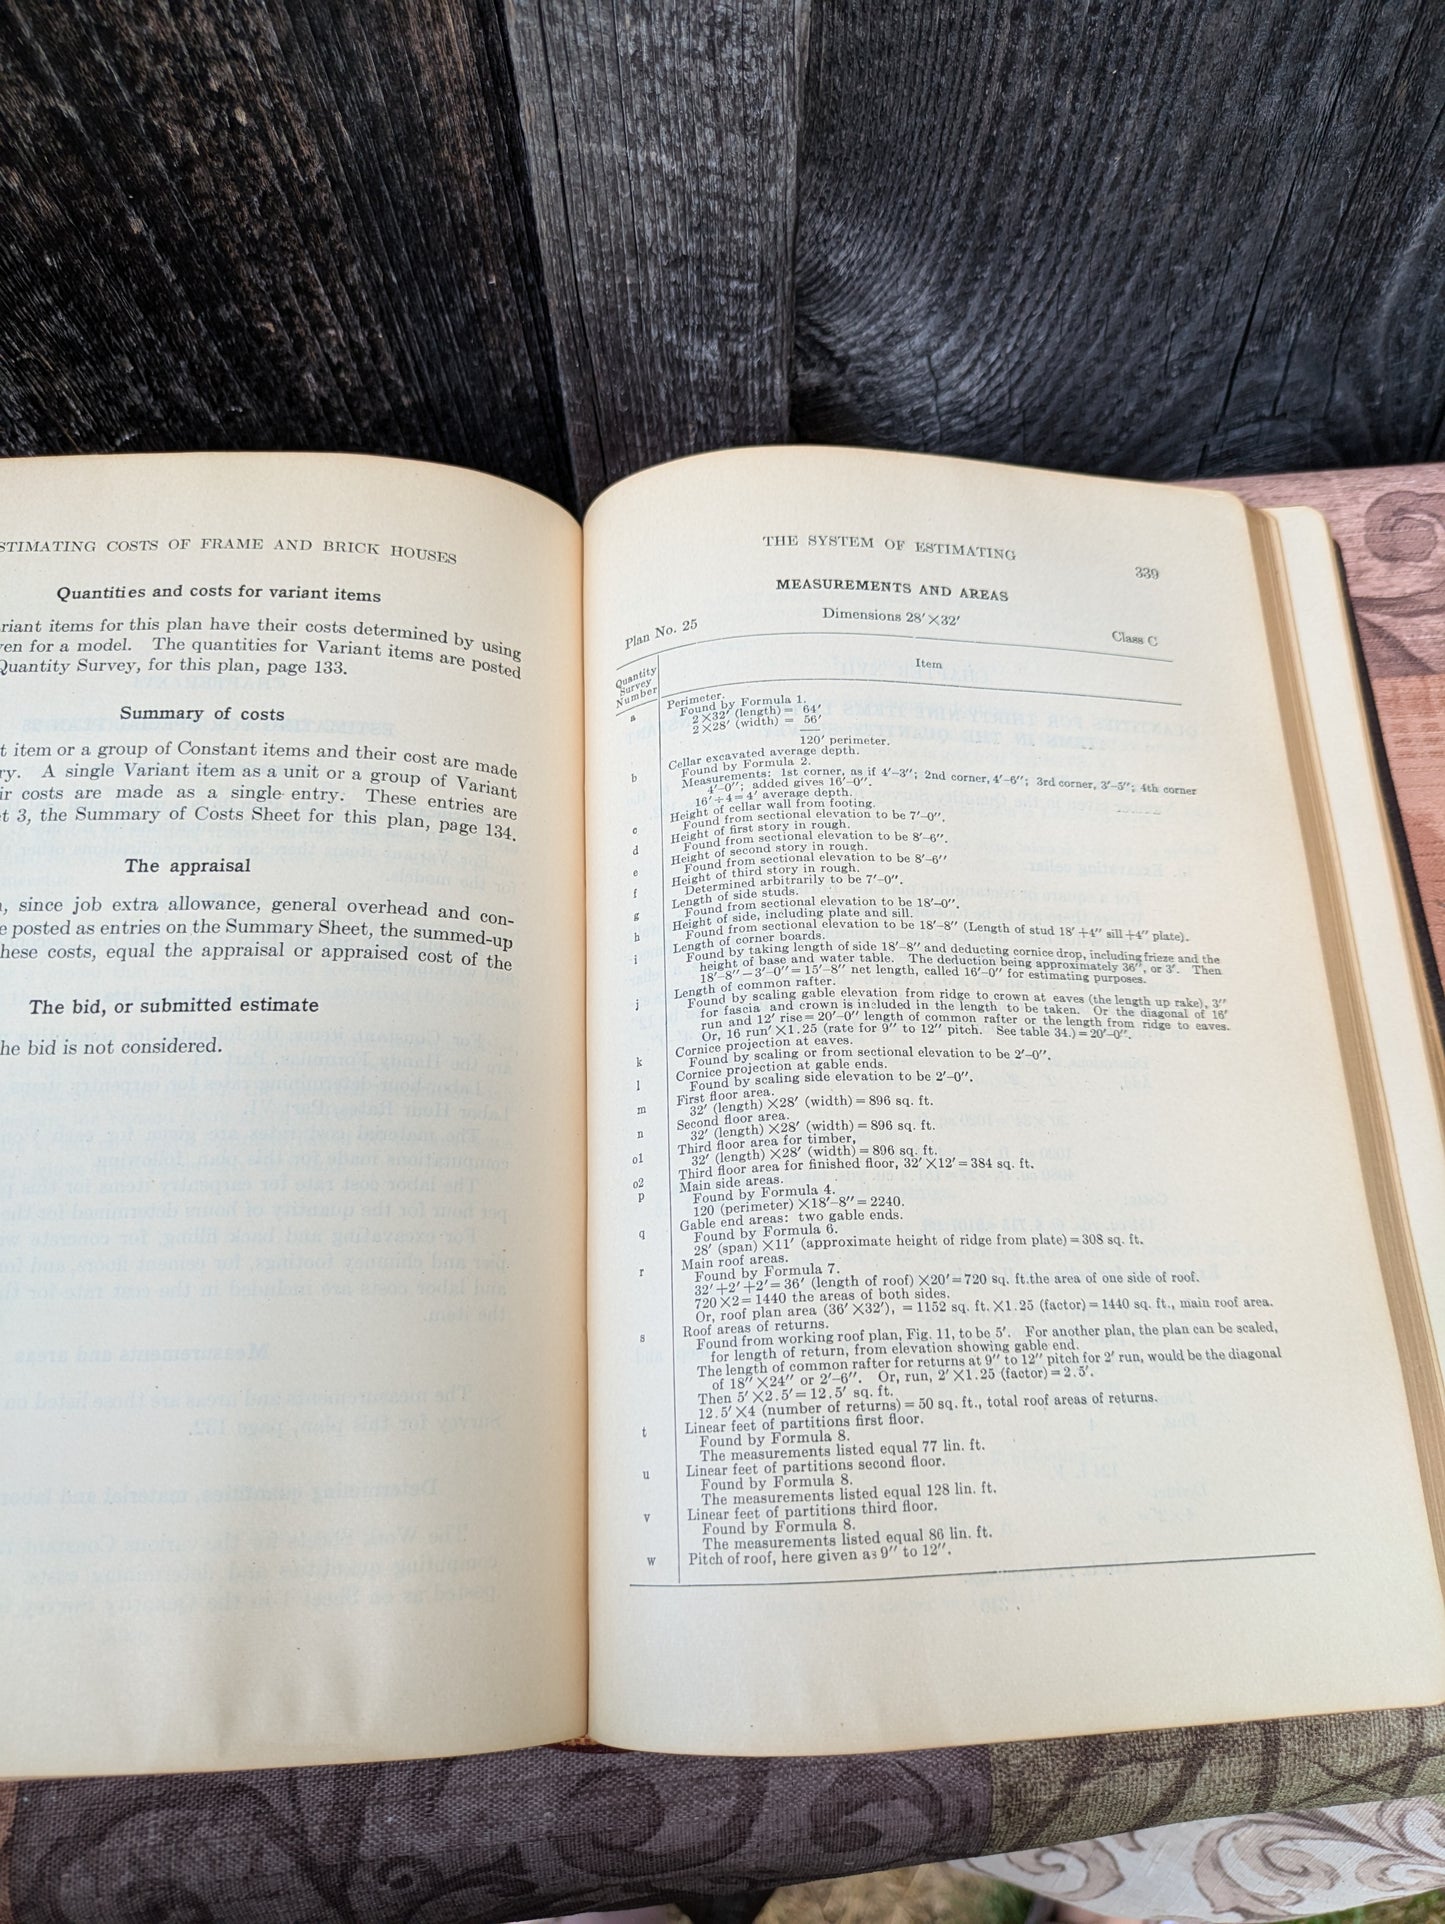 STIMATING COSTS OF FRAME AND BRICK HOUSES
Quantities and costs for variant items
riant items for this plan have their costs determined by using
ven for a model. The quantities for Variant items are posted
Quantity Survey, for this plan, page 133.
Summary of costs
t item or a group of Constant items and their cost are made
ry. A single Variant item as a unit or a group of Variant
ir costs are made as a single entry. These entries are
t 3, the Summary of Costs Sheet for this plan, page 134.
The appraisal
, since job extra allowance, general overhead and con-
e posted as entries on the Summary Sheet, the summed-up
hese costs, equal the appraisal or appraised cost of the
The bid, or submitted estimate
he bid is not considered.
THE SYSTEM OF ESTIMATING
339
MEASUREMENTS AND AREAS
Plan No. 25 Dimensions 28′×32′ Class C
Quantity Survey Number Item
a Perimeter.
Found by Formula 1.
2×32′ (length) = 64′
2×28′ (width) = 56′
120′ perimeter.
b Cellar excavated average depth.
Found by Formula 2.
Measurements: 1st corner, as if 4′–3″; 2nd corner, 4′–6″; 3rd corner, 3′–5″; 4th corner
4′–0″; added gives 16′–0″.
16′÷4=4′ average depth.
c Height of cellar wall from footing.
Found from sectional elevation to be 7′–0″.
d Height of first story in rough.
Found from sectional elevation to be 8′–6″.
e Height of second story in rough.
Found from sectional elevation to be 8′–6″
f Height of third story in rough.
Determined arbitrarily to be 7′–0″.
g Length of side studs.
Found from sectional elevation to be 18′–0″.
h Height of side, including plate and sill.
Found from sectional elevation to be 18′–8″ (Length of stud 18′+4″ sill+4″ plate).
i Length of corner boards.
Found by taking length of side 18′–8″ and deducting cornice drop, including frieze and the
height of base and water table. The deduction being approximately 36″, or 3′. Then
18′–8″–3′–0″=15′–8″ net length, called 16′–0″ for estimating purposes.
j Length of common rafter.
Found by scaling gable elevation from ridge to crown at eaves (the length up rake), 3″
for fascia and crown is included in the length to be taken. Or the diagonal of 16′
run and 12′ rise=20′–0″ length of common rafter or the length from ridge to eaves.
Or, 16 run′×1.25 (rate for 9″ to 12″ pitch. See table 34.)=20′–0″.
k Cornice projection at eaves.
Found by scaling or from sectional elevation to be 2′–0″.
l Cornice projection at gable ends.
Found by scaling side elevation to be 2′–0″.
m First floor area.
32′ (length)×28′ (width)=896 sq. ft.
n Second floor area.
32′ (length)×28′ (width)=896 sq. ft.
o1 Third floor area for timber,
32′ (length)×28′ (width)=896 sq. ft.
o2 Third floor area for finished floor, 32′×12′=384 sq. ft.
p Main side areas.
Found by Formula 4.
120 (perimeter)×18′–8″=2240.
q Gable end areas: two gable ends.
Found by Formula 6.
28′ (span)×11′ (approximate height of ridge from plate)=308 sq. ft.
r Main roof areas.
Found by Formula 7.
32′+2′+2′=36′ (length of roof)×20′=720 sq. ft.the area of one side of roof.
720×2=1440 the areas of both sides.
Or, roof plan area (36′×32′), =1152 sq. ft.×1.25 (factor)=1440 sq. ft., main roof area.
s Roof areas of returns.
Found from working roof plan, Fig. 11, to be 5′. For another plan, the plan can be scaled,
for length of return, from elevation showing gable end.
The length of common rafter for returns at 9″ to 12″ pitch for 2′ run, would be the diagonal
of 18″×24″ or 2′–6″. Or, run, 2′×1.25 (factor)=2.5′.
Then 5′×2.5′=12.5′ sq. ft.
12.5′×4 (number of returns)=50 sq. ft., total roof areas of returns.
t Linear feet of partitions first floor.
Found by Formula 8.
The measurements listed equal 77 lin. ft.
u Linear feet of partitions second floor.
Found by Formula 8.
The measurements listed equal 128 lin. ft.
v Linear feet of partitions third floor.
Found by Formula 8.
The measurements listed equal 86 lin. ft.
w Pitch of roof, here given as 9″ to 12″.